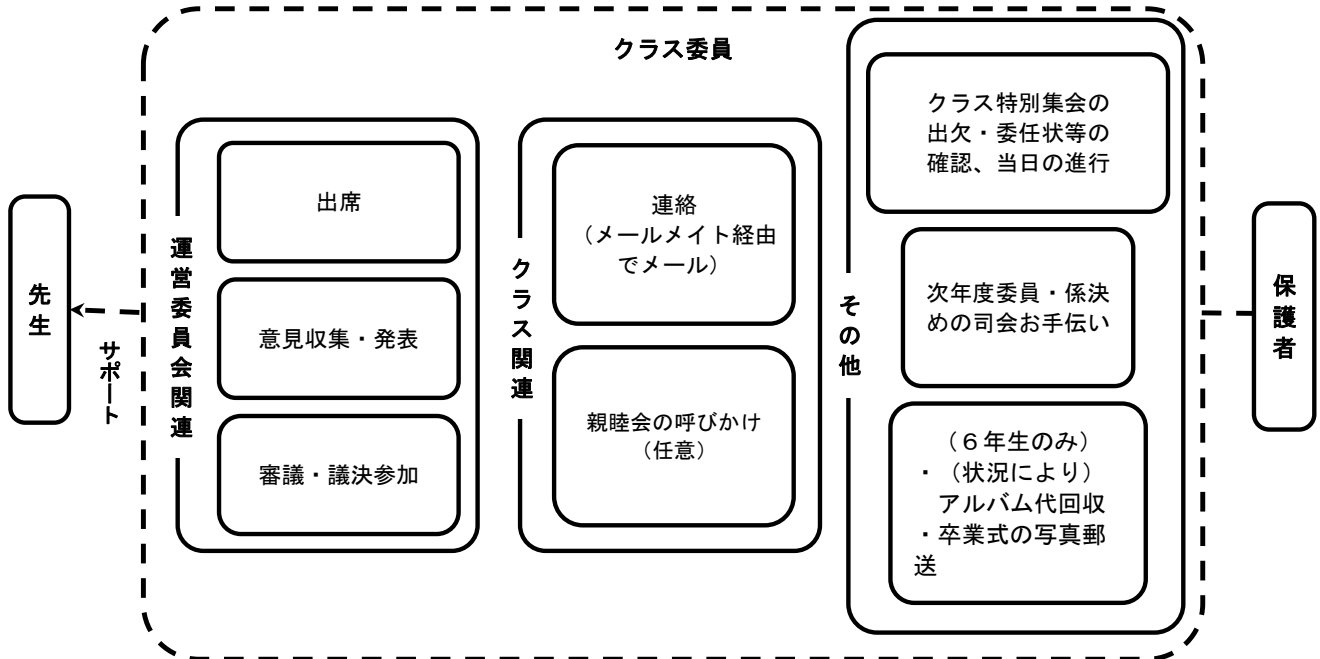 クラス委員
先生
サポート
運営委員会関連
出席
意見収集・発表
審議・議決参加
クラス関連
連絡
（メールメイト経由
でメール）
親睦会の呼びかけ
（任意）
その他
クラス特別集会の
出欠・委任状等の
確認、当日の進行
次年度委員・係決
めの司会お手伝い
（６年生のみ）
・（状況により）
アルバム代回収
・卒業式の写真郵
送
保護者